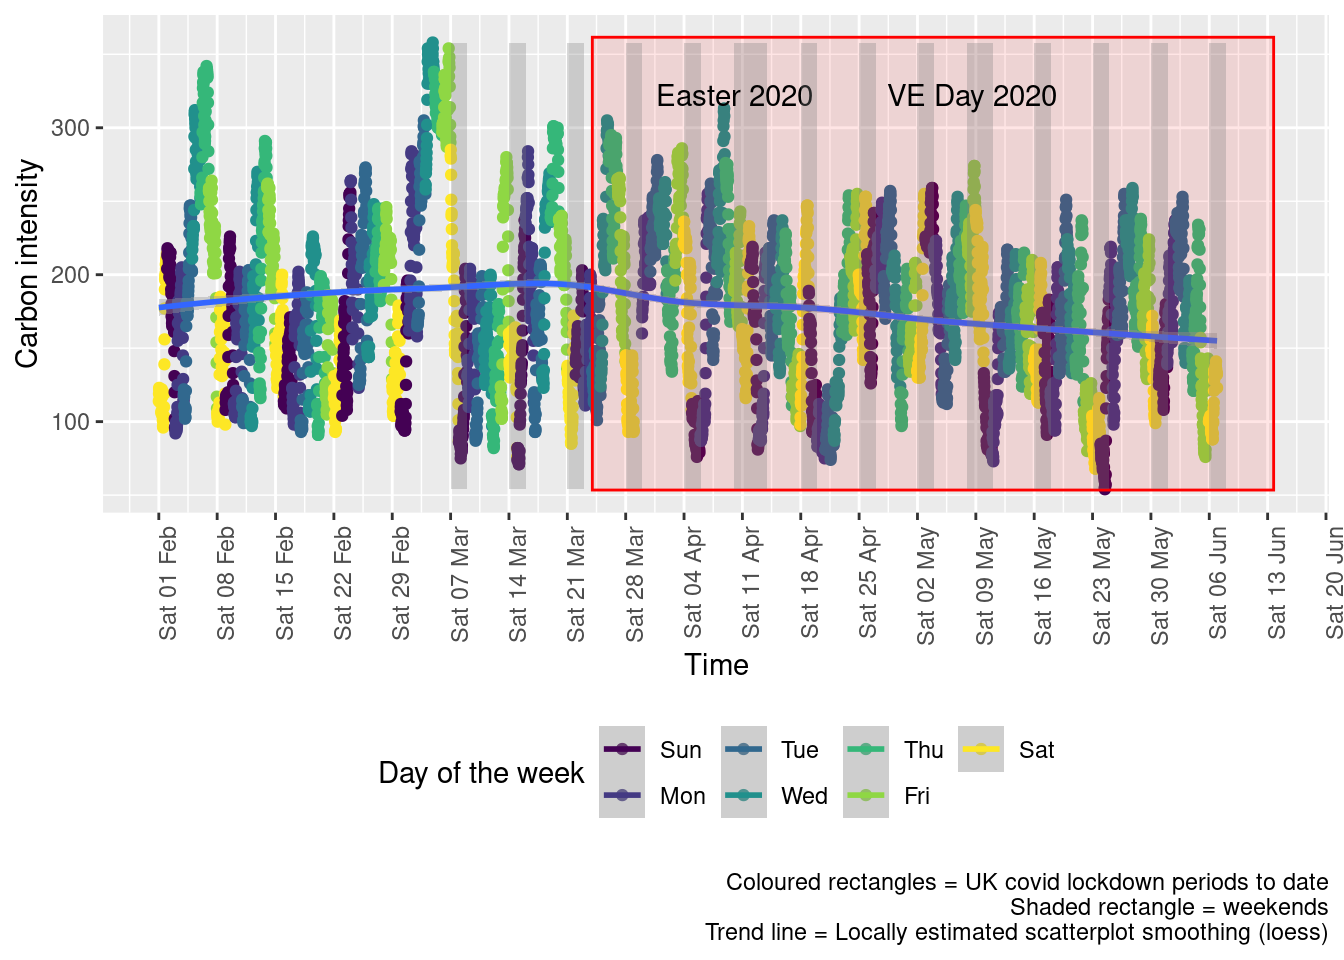 Carbon intensity
300
200
100
Easter 2020
VE Day 2020
Sat 01 Feb
Sat 08 Feb
Sat 15 Feb
Sat 22 Feb
Sat 29 Feb
Sat 07 Mar
Sat 14 Mar
Sat 21 Mar
Sat 28 Mar
Sat 04 Apr
Sat 11 Apr
Sat 18 Apr
Sat 25 Apr
Sat 02 May
Sat 09 May
Sat 16 May
Sat 23 May
Sat 30 May
Sat 06 Jun
Sat 13 Jun
Sat 20 Jun
Time
Day of the week
Sun
Tue
Thu
Sat
Mon
Wed
Fri
Coloured rectangles = UK covid lockdown periods to date
Shaded rectangle = weekends
Trend line = Locally estimated scatterplot smoothing (loess)